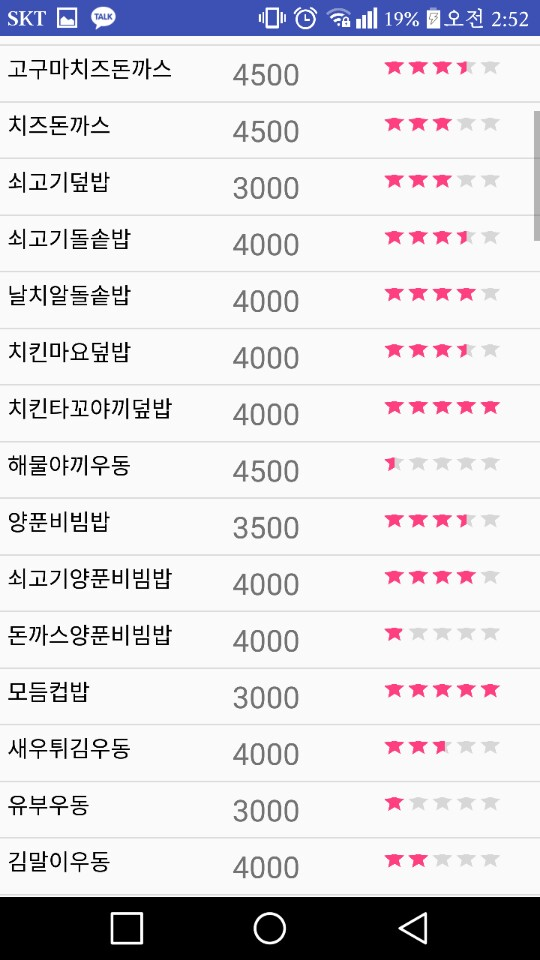 SKT TALK 19% 오전 2:52
고구마치즈돈까스 4500
치즈돈까스 4500
쇠고기덮밥 3000
쇠고기돌솥밥 4000
날치알돌솥밥 4000
치킨마요덮밥 4000
치킨타꼬야끼덮밥 4000
해물야끼우동 4500
양푼비빔밥 3500
쇠고기양푼비빔밥 4000
돈까스양푼비빔밥 4000
모듬컵밥 3000
새우튀김우동 4000
유부우동 3000
김말이우동 4000